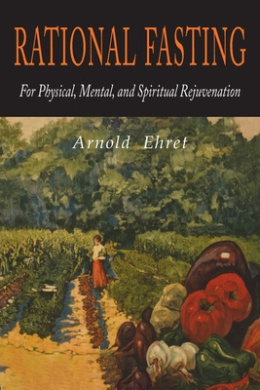 RATIONAL FASTING
For Physical, Mental, and Spiritual Rejuvenation
Arnold Ehret